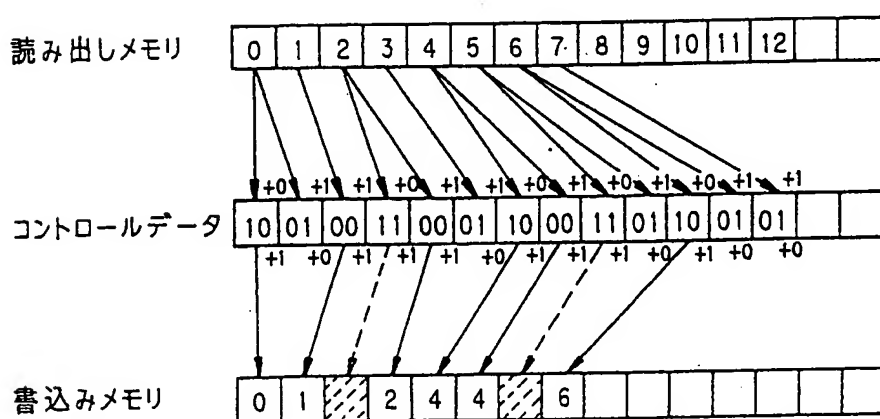 読み出しメモリ 0 1 2 3 4 5 6 7 8 9 10 11 12
+0 +1 +1 +0 +1 +1 +0 +1 +0 +1 +0 +1 +1
コントロールデータ 10 01 00 11 00 01 10 00 11 01 10 01 01
+1 +0 +1 +1 +1 +0 +1 +1 +1 +0 +1 +0 +0
書込みメモリ 0 1 2 4 4 6